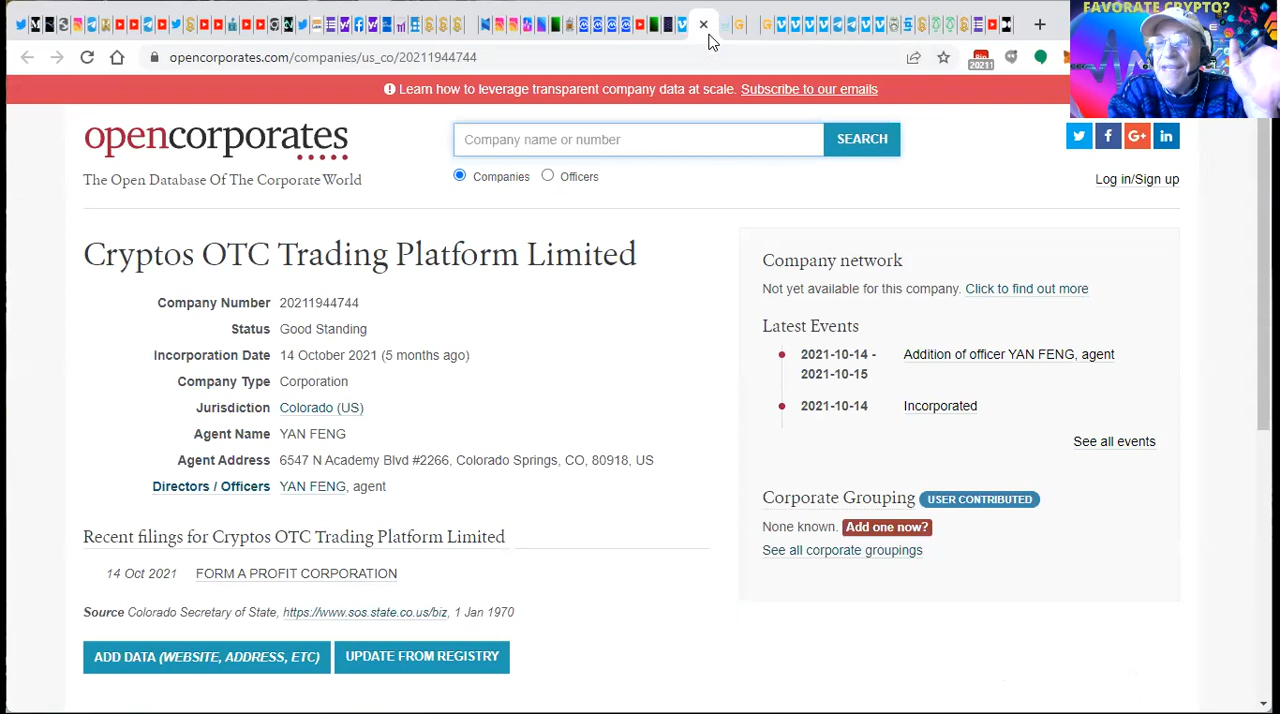 FAVORATE CRYPTO?
opencorporates.com/companies/us_co/20211944744
20211
Learn how to leverage transparent company data at scale. Subscribe to our emails
opencorporates
The Open Database Of The Corporate World
Company name or number
SEARCH
Companies
Officers
Log in/Sign up
Cryptos OTC Trading Platform Limited
Company Number 20211944744
Status Good Standing
Incorporation Date 14 October 2021 (5 months ago)
Company Type Corporation
Jurisdiction Colorado (US)
Agent Name YAN FENG
Agent Address 6547 N Academy Blvd #2266, Colorado Springs, CO, 80918, US
Directors / Officers YAN FENG, agent
Recent filings for Cryptos OTC Trading Platform Limited
14 Oct 2021 FORM A PROFIT CORPORATION
Source Colorado Secretary of State, https://www.sos.state.co.us/biz, 1 Jan 1970
ADD DATA (WEBSITE, ADDRESS, ETC)
UPDATE FROM REGISTRY
Company network
Not yet available for this company. Click to find out more
Latest Events
2021-10-14 - Addition of officer YAN FENG, agent
2021-10-15
2021-10-14 Incorporated
See all events
Corporate Grouping USER CONTRIBUTED
None known. Add one now?
See all corporate groupings